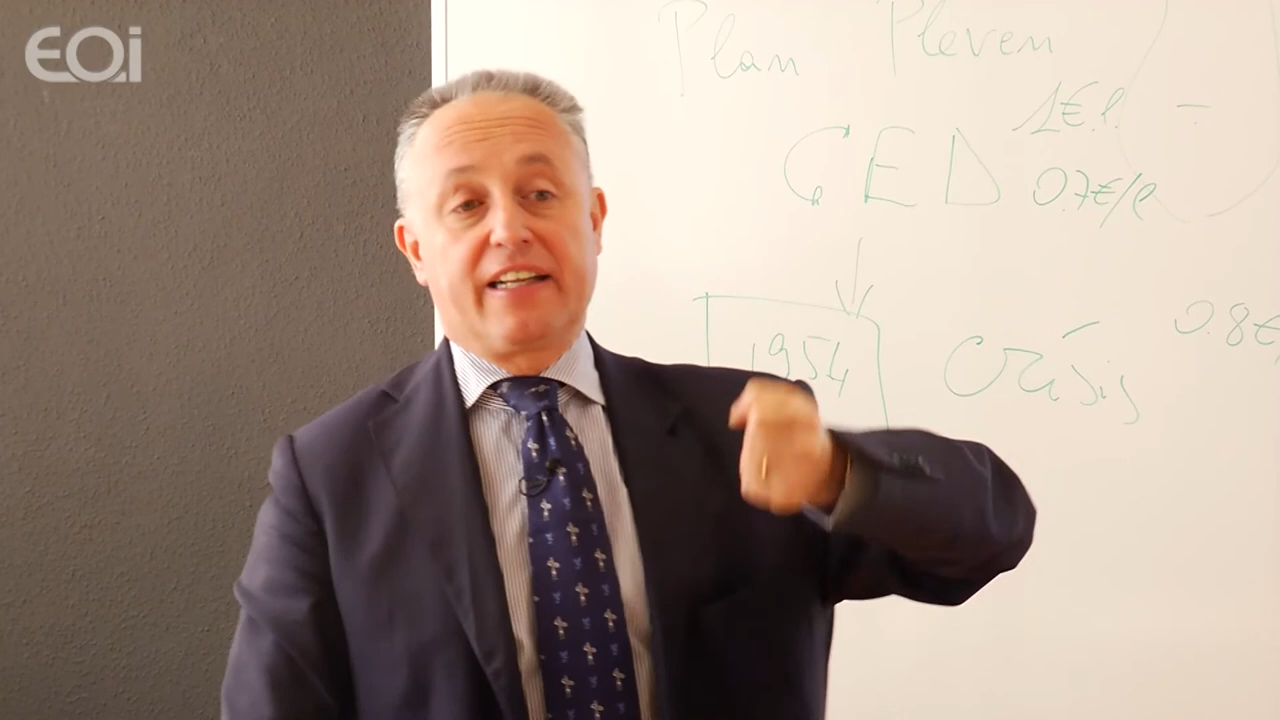 EOi
Plan Pleven
1€/l
CED 0.7€/l
0.8€
1954 Crisis